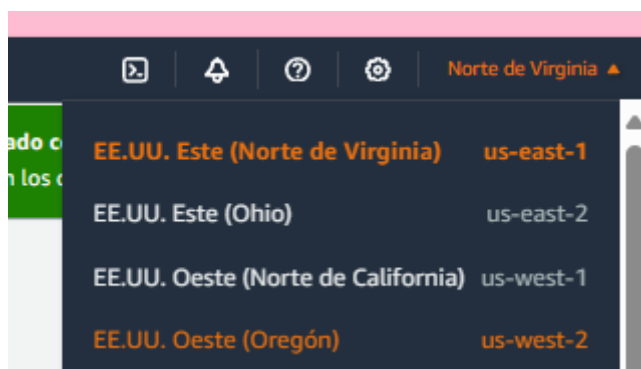 Norte de Virginia
EE.UU. Este (Norte de Virginia) us-east-1
EE.UU. Este (Ohio) us-east-2
EE.UU. Oeste (Norte de California) us-west-1
EE.UU. Oeste (Oregón) us-west-2
ado c
n los c